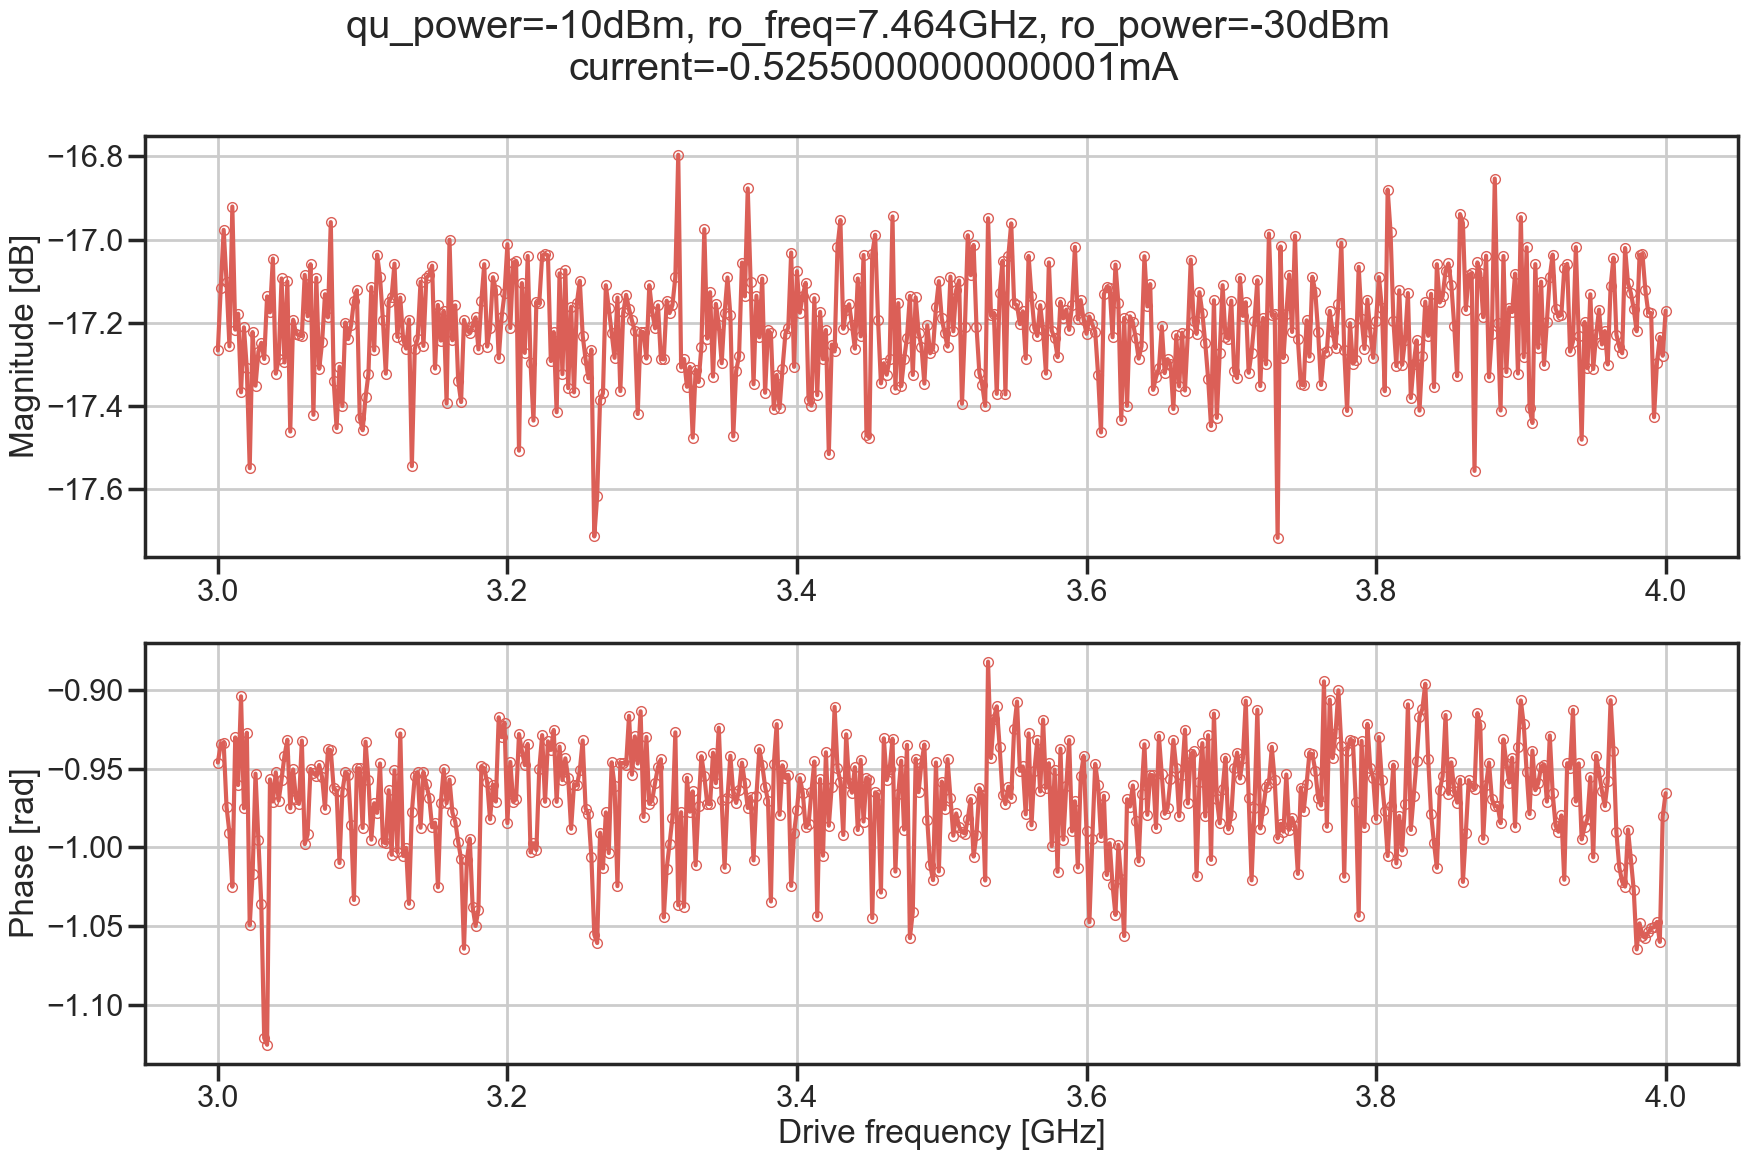 qu_power=-10dBm, ro_freq=7.464GHz, ro_power=-30dBm
current=-0.5255000000000001mA
−16.8
−17.0
−17.2
−17.4
−17.6
Magnitude [dB]
3.0 3.2 3.4 3.6 3.8 4.0
−0.90
−0.95
−1.00
−1.05
−1.10
Phase [rad]
3.0 3.2 3.4 3.6 3.8 4.0
Drive frequency [GHz]